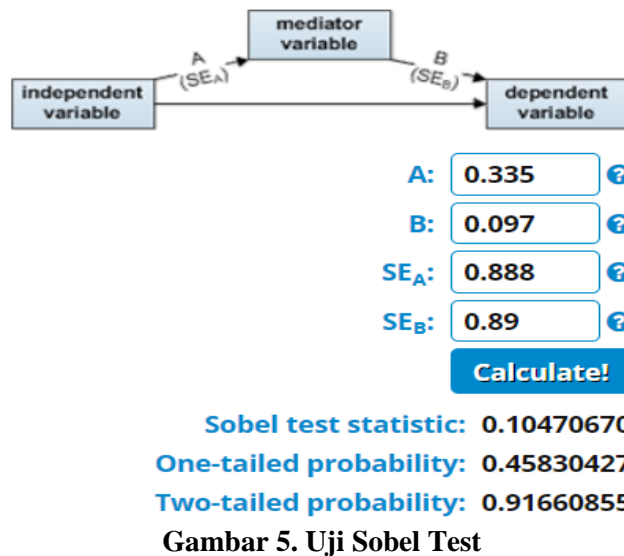 mediator
variable
A
(SEA)
B
(SEB)
independent
variable
dependent
variable
A: 0.335 ?
B: 0.097 ?
SEA: 0.888 ?
SEB: 0.89 ?
Calculate!
Sobel test statistic: 0.10470670
One-tailed probability: 0.45830427
Two-tailed probability: 0.91660855
Gambar 5. Uji Sobel Test